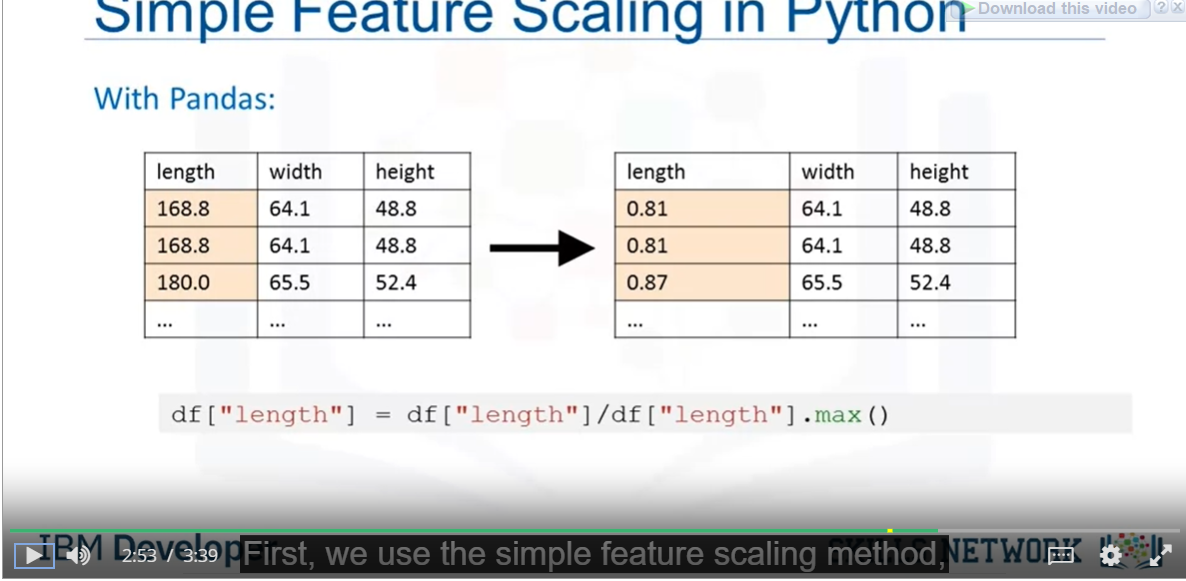 Simple Feature Scaling in Python
Download this video ? X
With Pandas:
length width height
168.8 64.1 48.8
168.8 64.1 48.8
180.0 65.5 52.4
... ... ...
length width height
0.81 64.1 48.8
0.81 64.1 48.8
0.87 65.5 52.4
... ... ...
df["length"] = df["length"]/df["length"].max()
IBM Developer
2:53 / 3:39
First, we use the simple feature scaling method,
SKILLS NETWORK